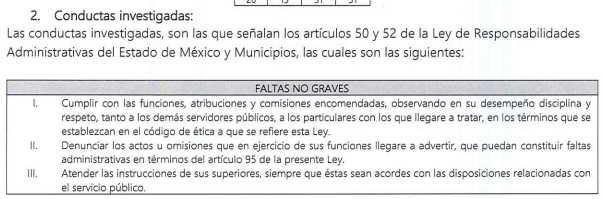 2. Conductas investigadas:
Las conductas investigadas, son las que señalan los artículos 50 y 52 de la Ley de Responsabilidades
Administrativas del Estado de México y Municipios, las cuales son las siguientes:
FALTAS NO GRAVES
I. Cumplir con las funciones, atribuciones y comisiones encomendadas, observando en su desempeño disciplina y
respeto, tanto a los demás servidores públicos, a los particulares con los que llegare a tratar, en los términos que se
establezcan en el código de ética a que se refiere esta Ley.
II. Denunciar los actos u omisiones que en ejercicio de sus funciones llegare a advertir, que puedan constituir faltas
administrativas en términos del artículo 95 de la presente Ley.
III. Atender las instrucciones de sus superiores, siempre que éstas sean acordes con las disposiciones relacionadas con
el servicio público.